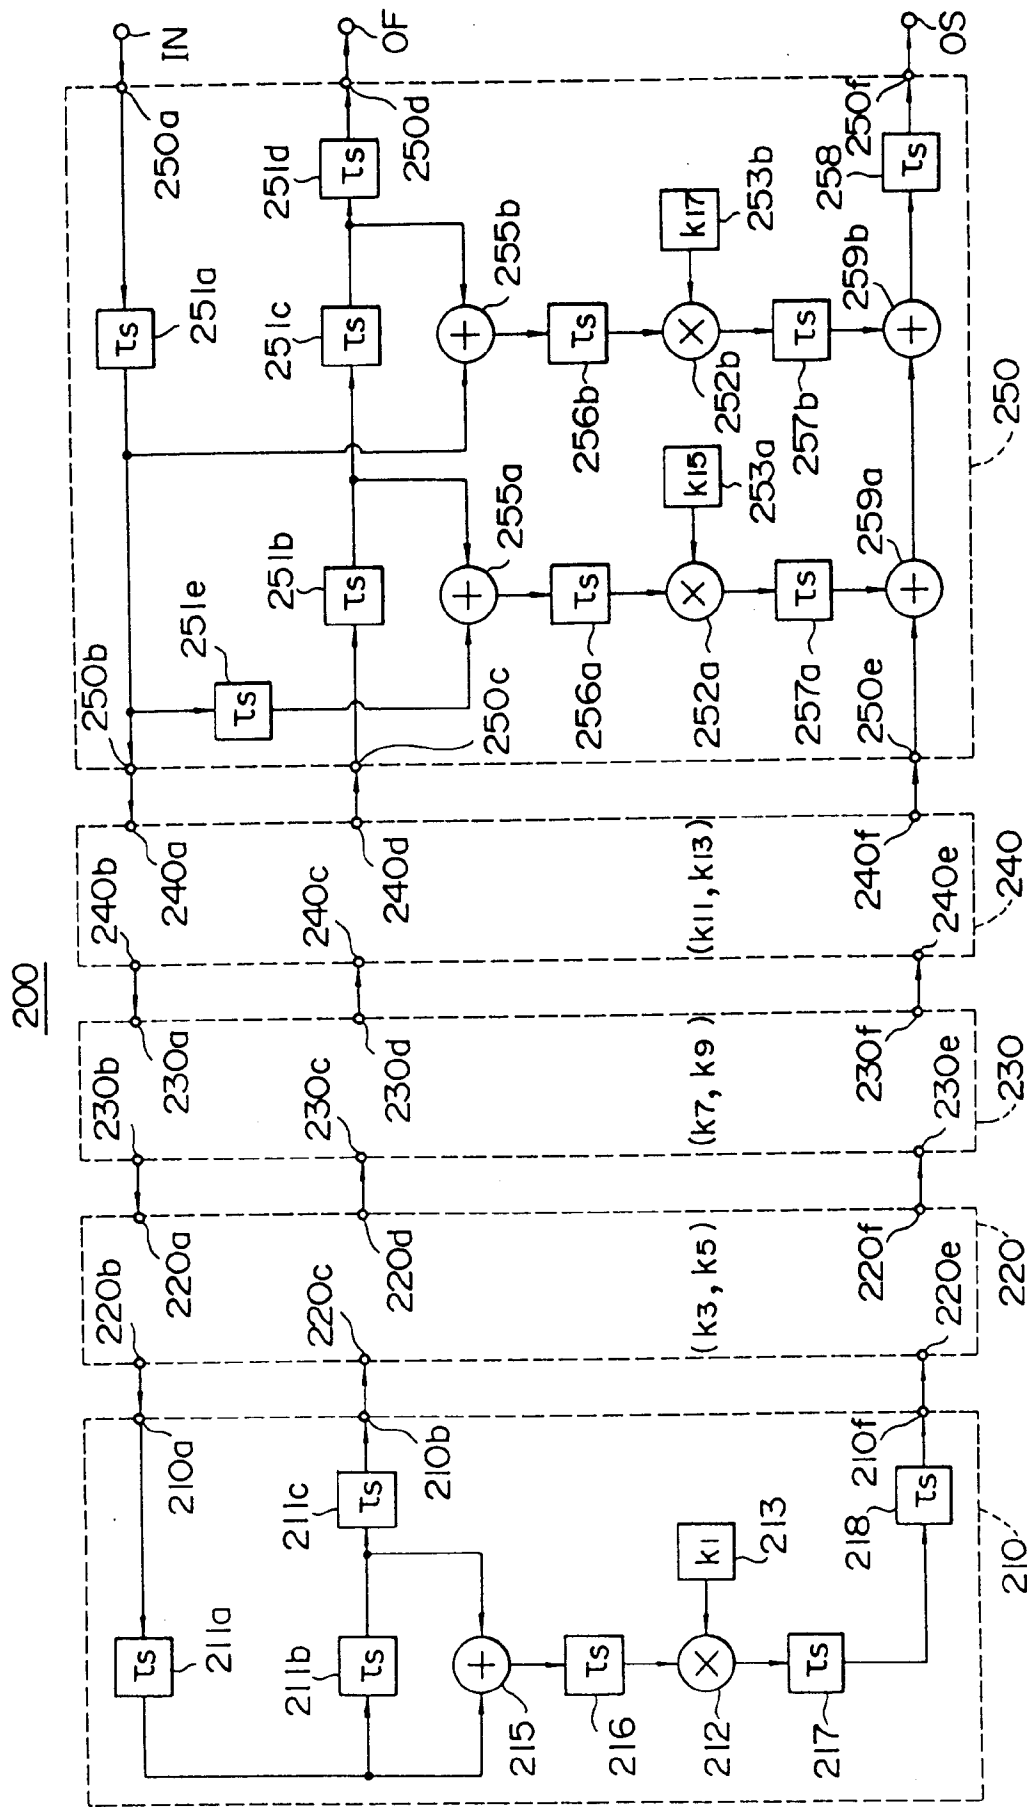 200
IN
OF
OS
250a
250b
251a
251e
251b
251c
251d
250d
250c
255a
255b
256a
256b
k15
k17
253a
253b
252a
252b
257a
257b
258
250f
259a
259b
250e
250
τs
τs
τs
τs
τs
τs
τs
τs
τs
τs
+
+
×
×
+
+
240b
240a
240c
240d
(k11, k13)
240f
240e
240
230b
230a
230c
230d
(k7, k9)
230f
230e
230
220b
220a
220c
220d
(k3, k5)
220f
220e
220
210a
211a
211b
211c
210b
215
216
k1
213
212
217
218
210f
210
τs
τs
τs
τs
τs
τs
+
×